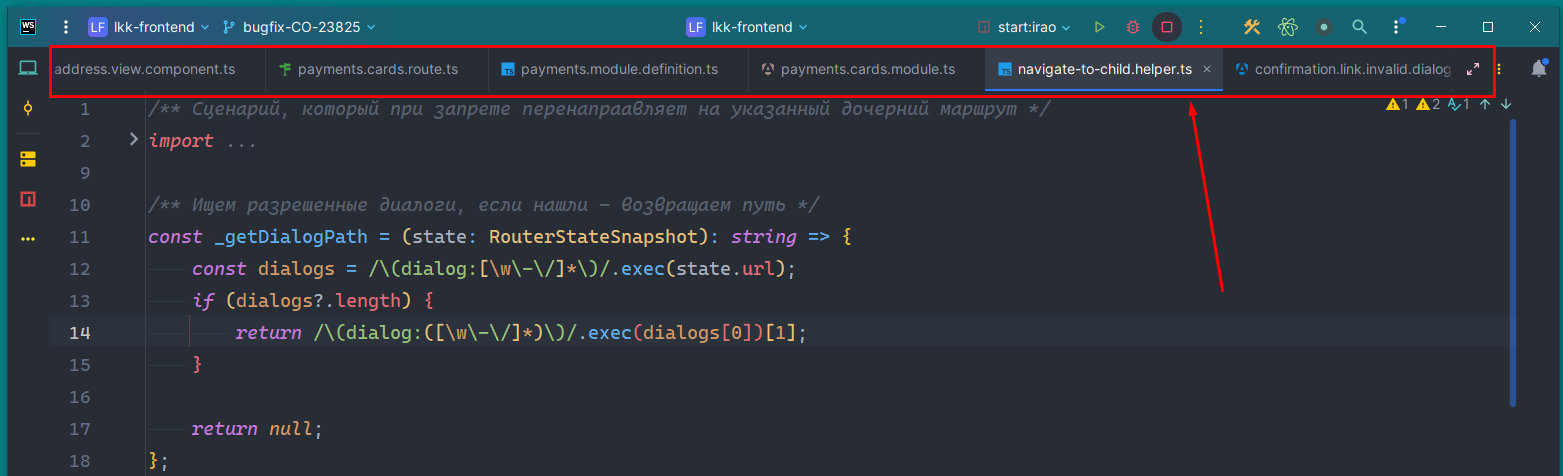 WS LF lkk-frontend bugfix-CO-23825 LF lkk-frontend start:irao
address.view.component.ts payments.cards.route.ts TS payments.module.definition.ts payments.cards.module.ts TS navigate-to-child.helper.ts confirmation.link.invalid.dialog
1 /** Сценарий, который при запрете перенапраавляет на указанный дочерний маршрут */ 1 2 1
2 import ...
9
10 /** Ищем разрешенные диалоги, если нашли - возвращаем путь */
11 const _getDialogPath = (state: RouterStateSnapshot): string => {
12 const dialogs = /\(dialog:[\w\-\/]*\)/.exec(state.url);
13 if (dialogs?.length) {
14 return /\(dialog:([\w\-\/]*)\)/.exec(dialogs[0])[1];
15 }
16
17 return null;
18 };